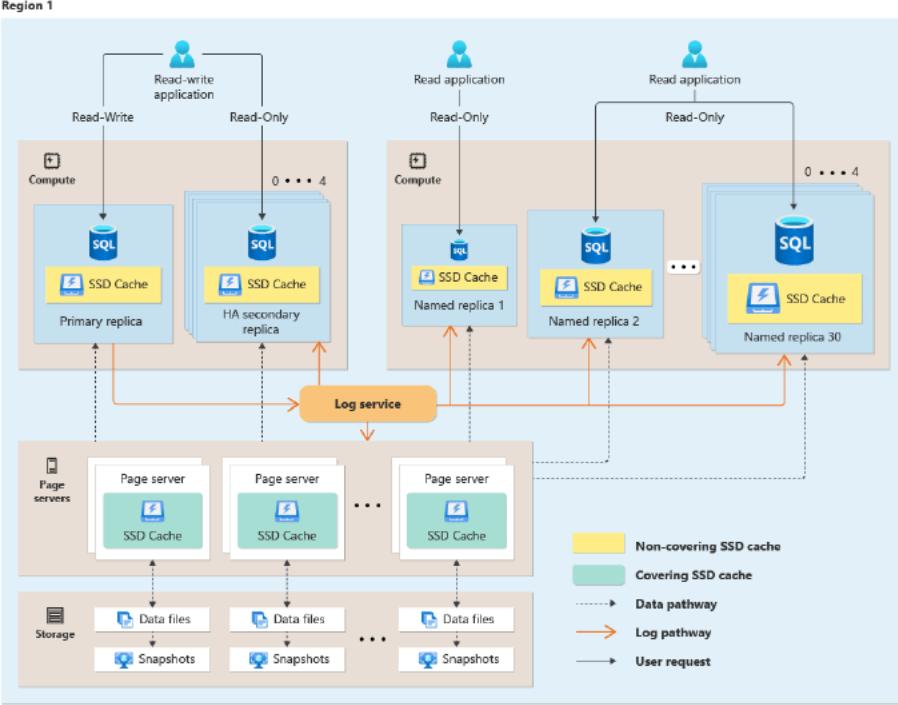 Region 1
Read-write
application
Read application
Read application
Read-Write
Read-Only
Read-Only
Read-Only
Compute
0 • • • 4
Compute
0 • • • 4
SQL
SSD Cache
Primary replica
SQL
SSD Cache
HA secondary
replica
SQL
SSD Cache
Named replica 1
SQL
SSD Cache
Named replica 2
• • •
SQL
SSD Cache
Named replica 30
Log service
Page
servers
Page server
SSD Cache
Page server
SSD Cache
• • •
Page server
SSD Cache
Storage
Data files
Snapshots
Data files
Snapshots
• • •
Data files
Snapshots
Non-covering SSD cache
Covering SSD cache
Data pathway
Log pathway
User request